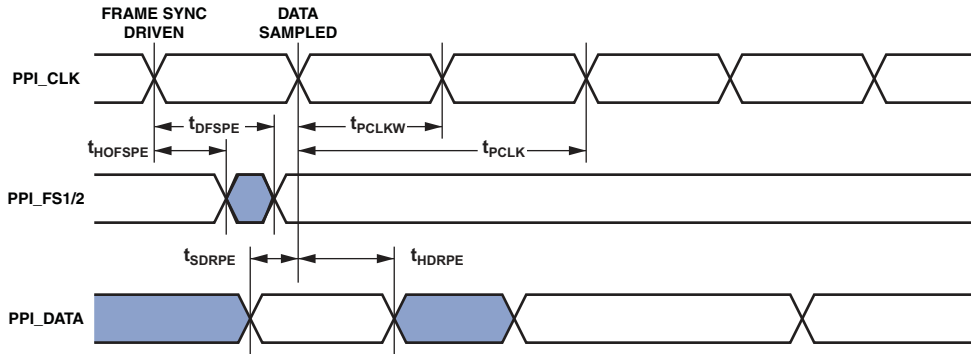 FRAME SYNC
DRIVEN
DATA
SAMPLED
PPI_CLK
tDFSPE
tPCLKW
tHOFSPE
tPCLK
PPI_FS1/2
tSDRPE
tHDRPE
PPI_DATA